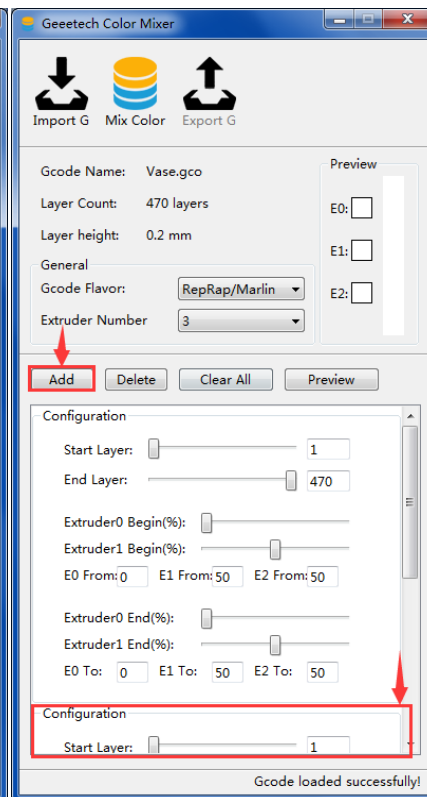 Geeetech Color Mixer
Import G Mix Color Export G
Gcode Name: Vase.gco
Layer Count: 470 layers
Layer height: 0.2 mm
Preview
E0:
E1:
E2:
General
Gcode Flavor: RepRap/Marlin
Extruder Number 3
Add Delete Clear All Preview
Configuration
Start Layer: 1
End Layer: 470
Extruder0 Begin(%):
Extruder1 Begin(%):
E0 From: 0 E1 From: 50 E2 From: 50
Extruder0 End(%):
Extruder1 End(%):
E0 To: 0 E1 To: 50 E2 To: 50
Configuration
Start Layer: 1
Gcode loaded successfully!